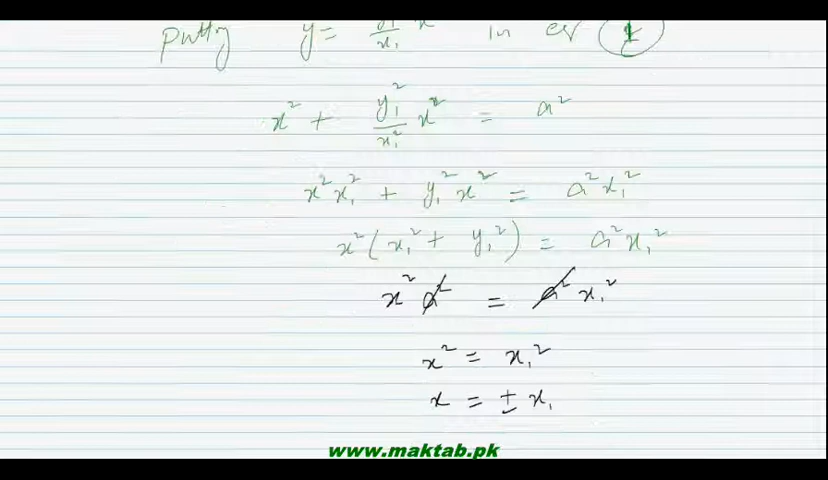 Putting y = y₁/x₁ x in eq 1
x² + y₁²/x₁² x² = a²
x²x₁² + y₁²x² = a²x₁²
x²(x₁² + y₁²) = a²x₁²
x²a² = a²x₁²
x² = x₁²
x = ± x₁
www.maktab.pk